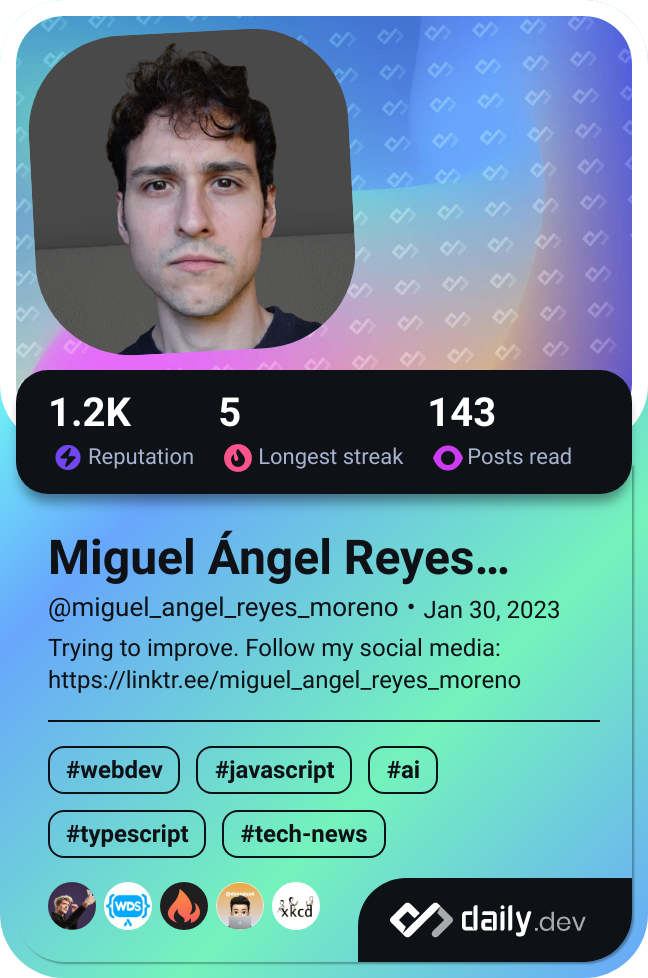 1.2K 5 143
Reputation Longest streak Posts read
Miguel Ángel Reyes...
@miguel_angel_reyes_moreno • Jan 30, 2023
Trying to improve. Follow my social media:
https://linktr.ee/miguel_angel_reyes_moreno
#webdev #javascript #ai
#typescript #tech-news
{WDS} xkcd
daily.dev